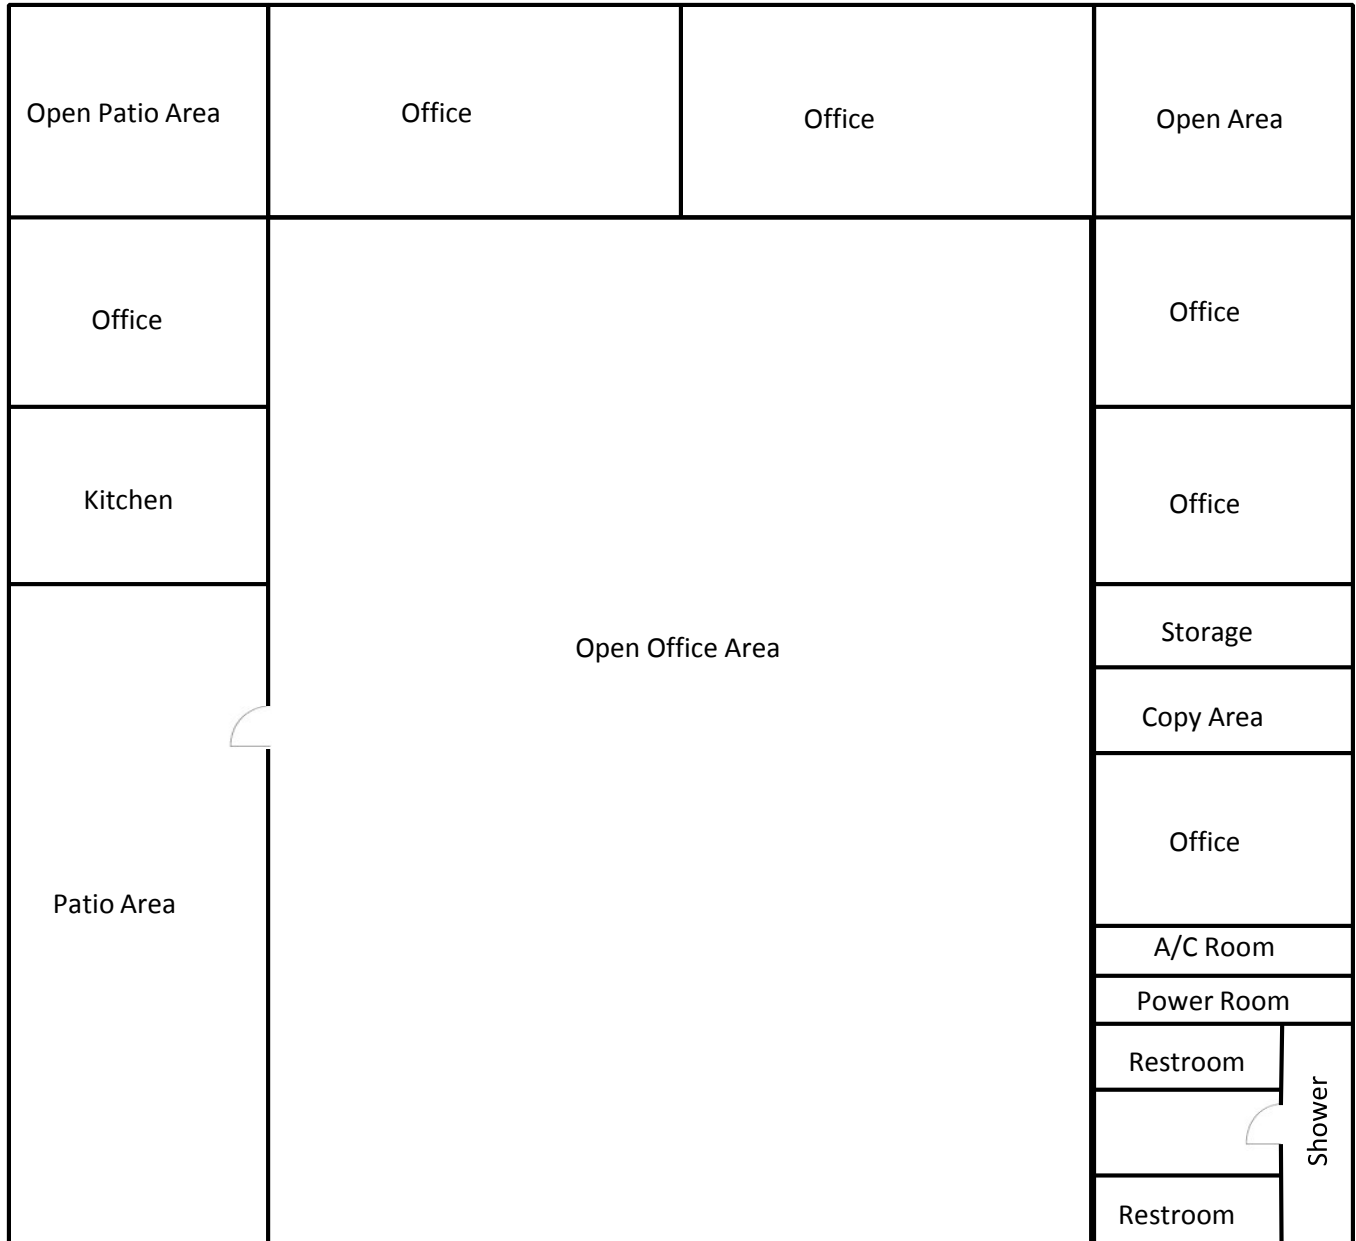 Open Patio Area
Office
Office
Open Area
Office
Office
Kitchen
Office
Storage
Open Office Area
Copy Area
Office
Patio Area
A/C Room
Power Room
Restroom
Shower
Restroom